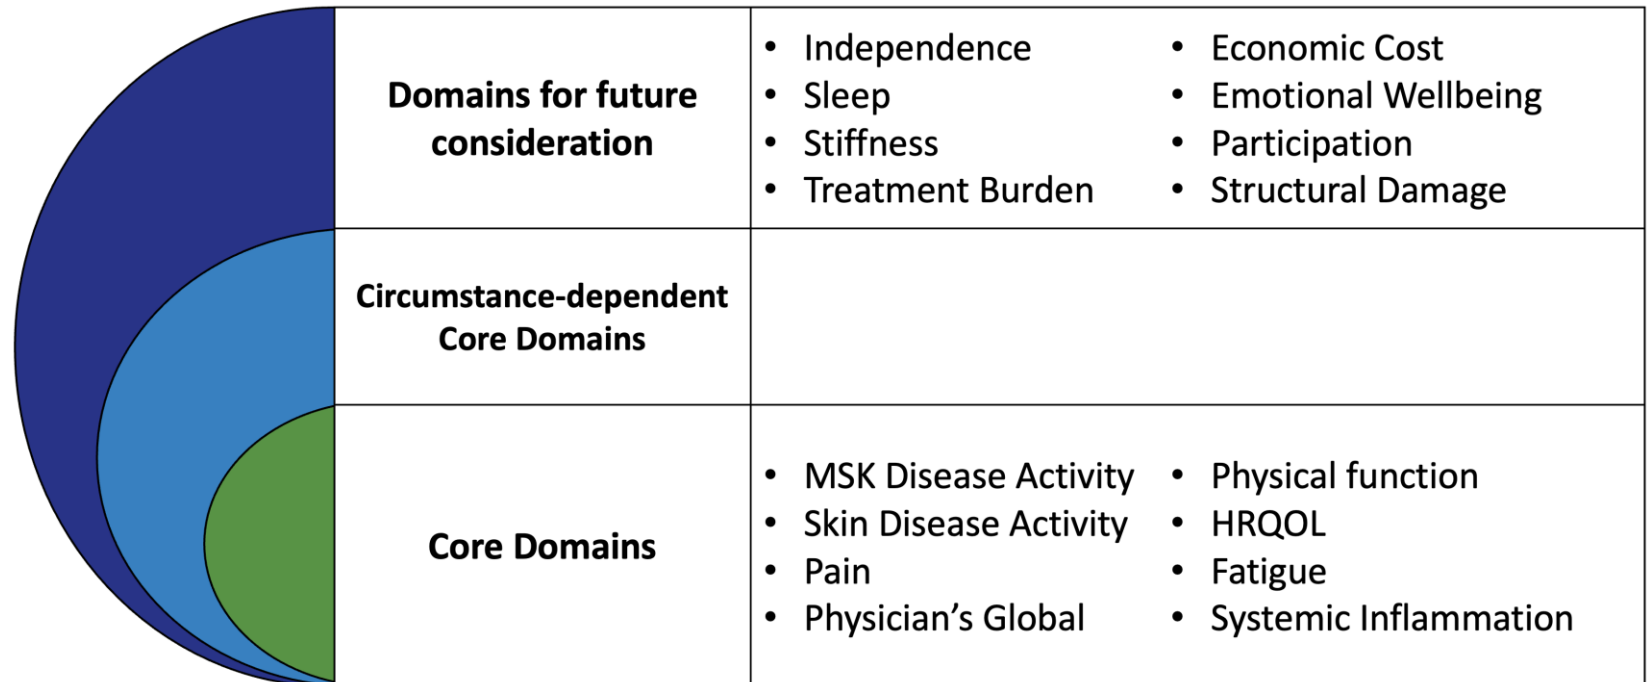 Domains for future
consideration
• Independence
• Sleep
• Stiffness
• Treatment Burden
• Economic Cost
• Emotional Wellbeing
• Participation
• Structural Damage
Circumstance-dependent
Core Domains
Core Domains
• MSK Disease Activity
• Skin Disease Activity
• Pain
• Physician’s Global
• Physical function
• HRQOL
• Fatigue
• Systemic Inflammation